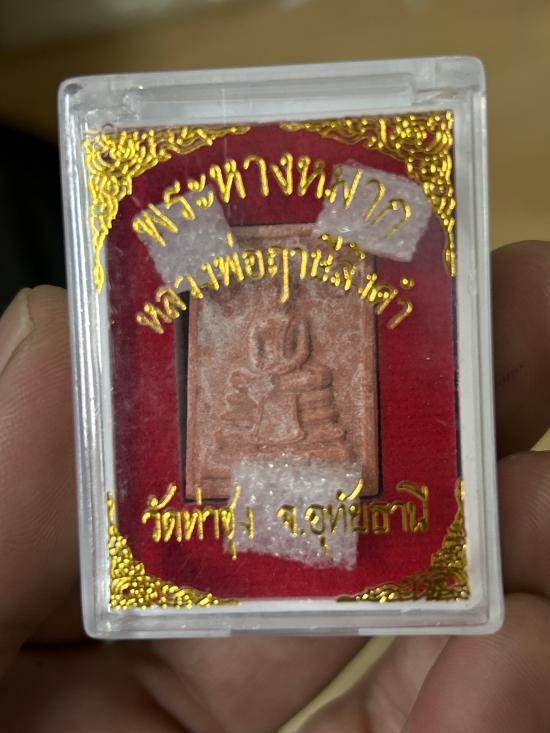 พระหางหมาก
หลวงพ่อฤาษีลิงดำ
วัดท่าซุง จ.อุทัยธานี